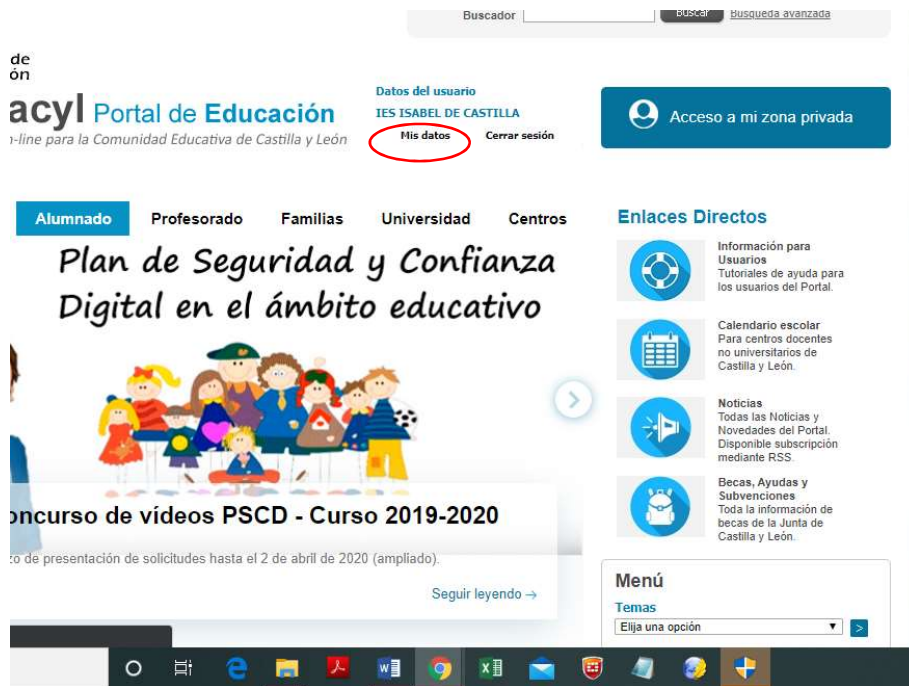 Buscador
Buscar
Búsqueda avanzada
de
ón
acyl Portal de Educación
n-line para la Comunidad Educativa de Castilla y León
Datos del usuario
IES ISABEL DE CASTILLA
Mis datos Cerrar sesión
Acceso a mi zona privada
Alumnado Profesorado Familias Universidad Centros
Plan de Seguridad y Confianza
Digital en el ámbito educativo
oncurso de vídeos PSCD - Curso 2019-2020
zo de presentación de solicitudes hasta el 2 de abril de 2020 (ampliado).
Seguir leyendo →
Enlaces Directos
Información para
Usuarios
Tutoriales de ayuda para
los usuarios del Portal.
Calendario escolar
Para centros docentes
no universitarios de
Castilla y León.
Noticias
Todas las Noticias y
Novedades del Portal.
Disponible subscripción
mediante RSS.
Becas, Ayudas y
Subvenciones
Toda la información de
becas de la Junta de
Castilla y León.
Menú
Temas
Elija una opción
>